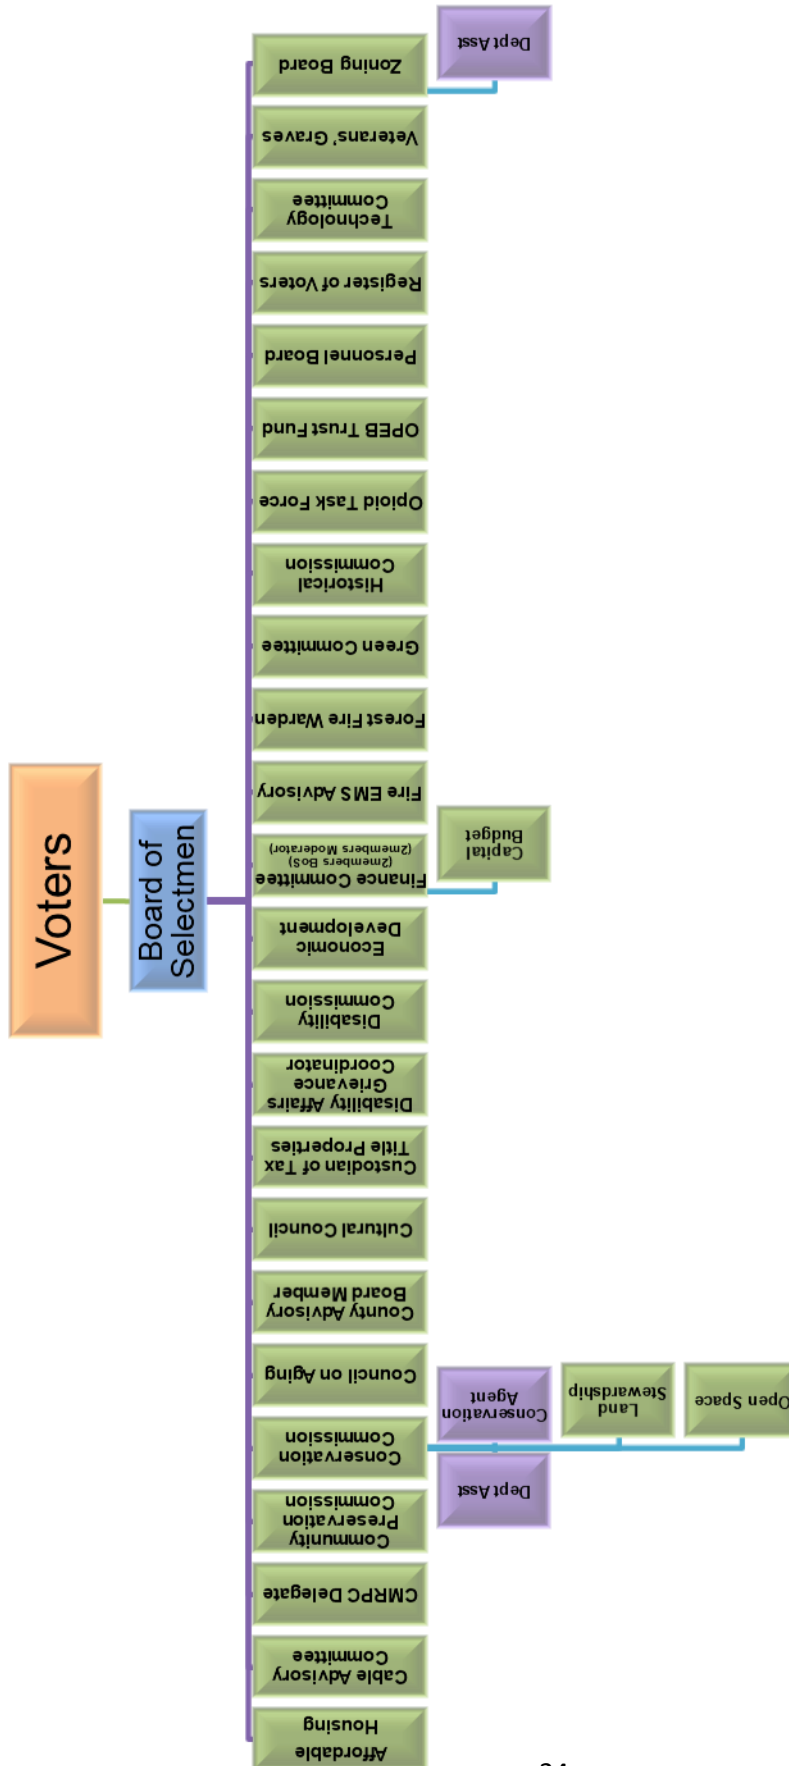 Voters
Board of
Selectmen
Affordable
Housing
Cable Advisory
Committee
CMRPC Delegate
Community
Preservation
Commission
Conservation
Commission
Dept Asst
Conservation
Agent
Land
Stewardship
Open Space
Council on Aging
County Advisory
Board Member
Cultural Council
Custodian of Tax
Title Properties
Disability Affairs
Grievance
Coordinator
Disability
Commission
Economic
Development
Finance Committee
(2members BoS)
(2members Moderator)
Capital
Budget
Fire EMS Advisory
Forest Fire Warden
Green Committee
Historical
Commission
Opioid Task Force
OPEB Trust Fund
Personnel Board
Register of Voters
Technology
Committee
Veterans' Graves
Zoning Board
Dept Asst